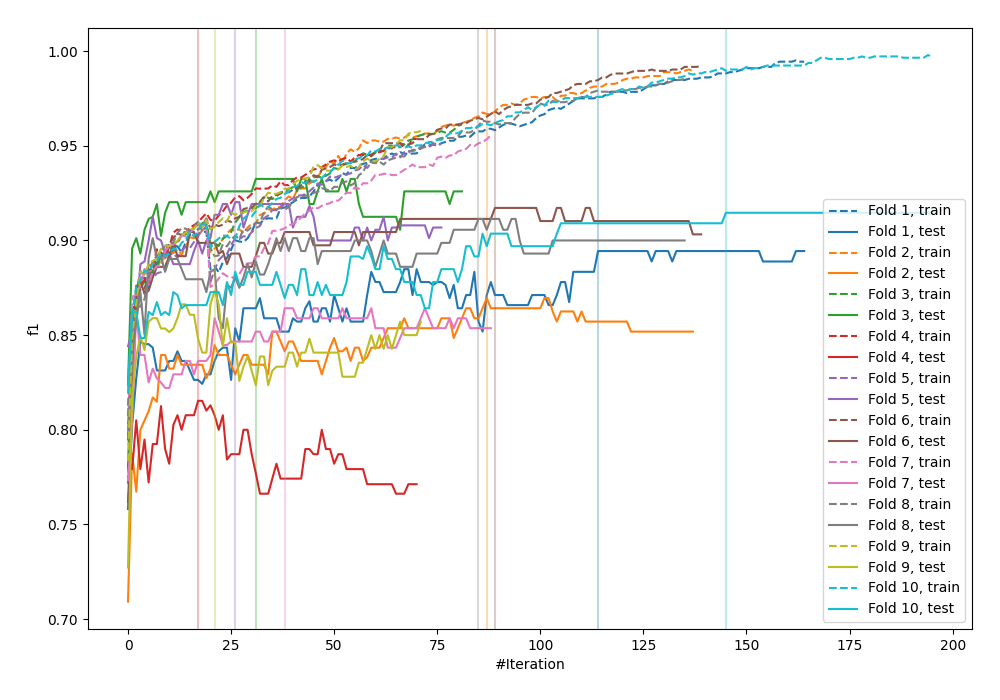 1.00
0.95
0.90
0.85
0.80
0.75
0.70
f1
0 25 50 75 100 125 150 175 200
#Iteration
Fold 1, train
Fold 1, test
Fold 2, train
Fold 2, test
Fold 3, train
Fold 3, test
Fold 4, train
Fold 4, test
Fold 5, train
Fold 5, test
Fold 6, train
Fold 6, test
Fold 7, train
Fold 7, test
Fold 8, train
Fold 8, test
Fold 9, train
Fold 9, test
Fold 10, train
Fold 10, test